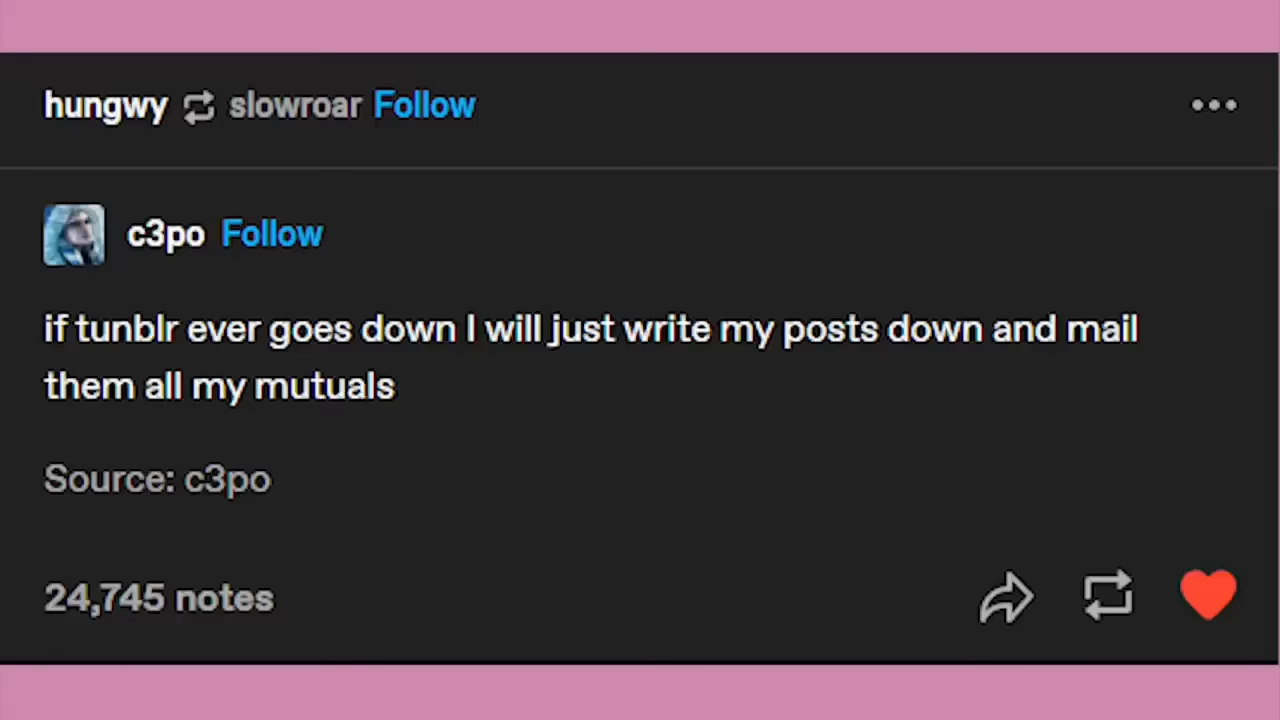 hungwy slowroar Follow
c3po Follow
if tunblr ever goes down I will just write my posts down and mail
them all my mutuals
Source: c3po
24,745 notes